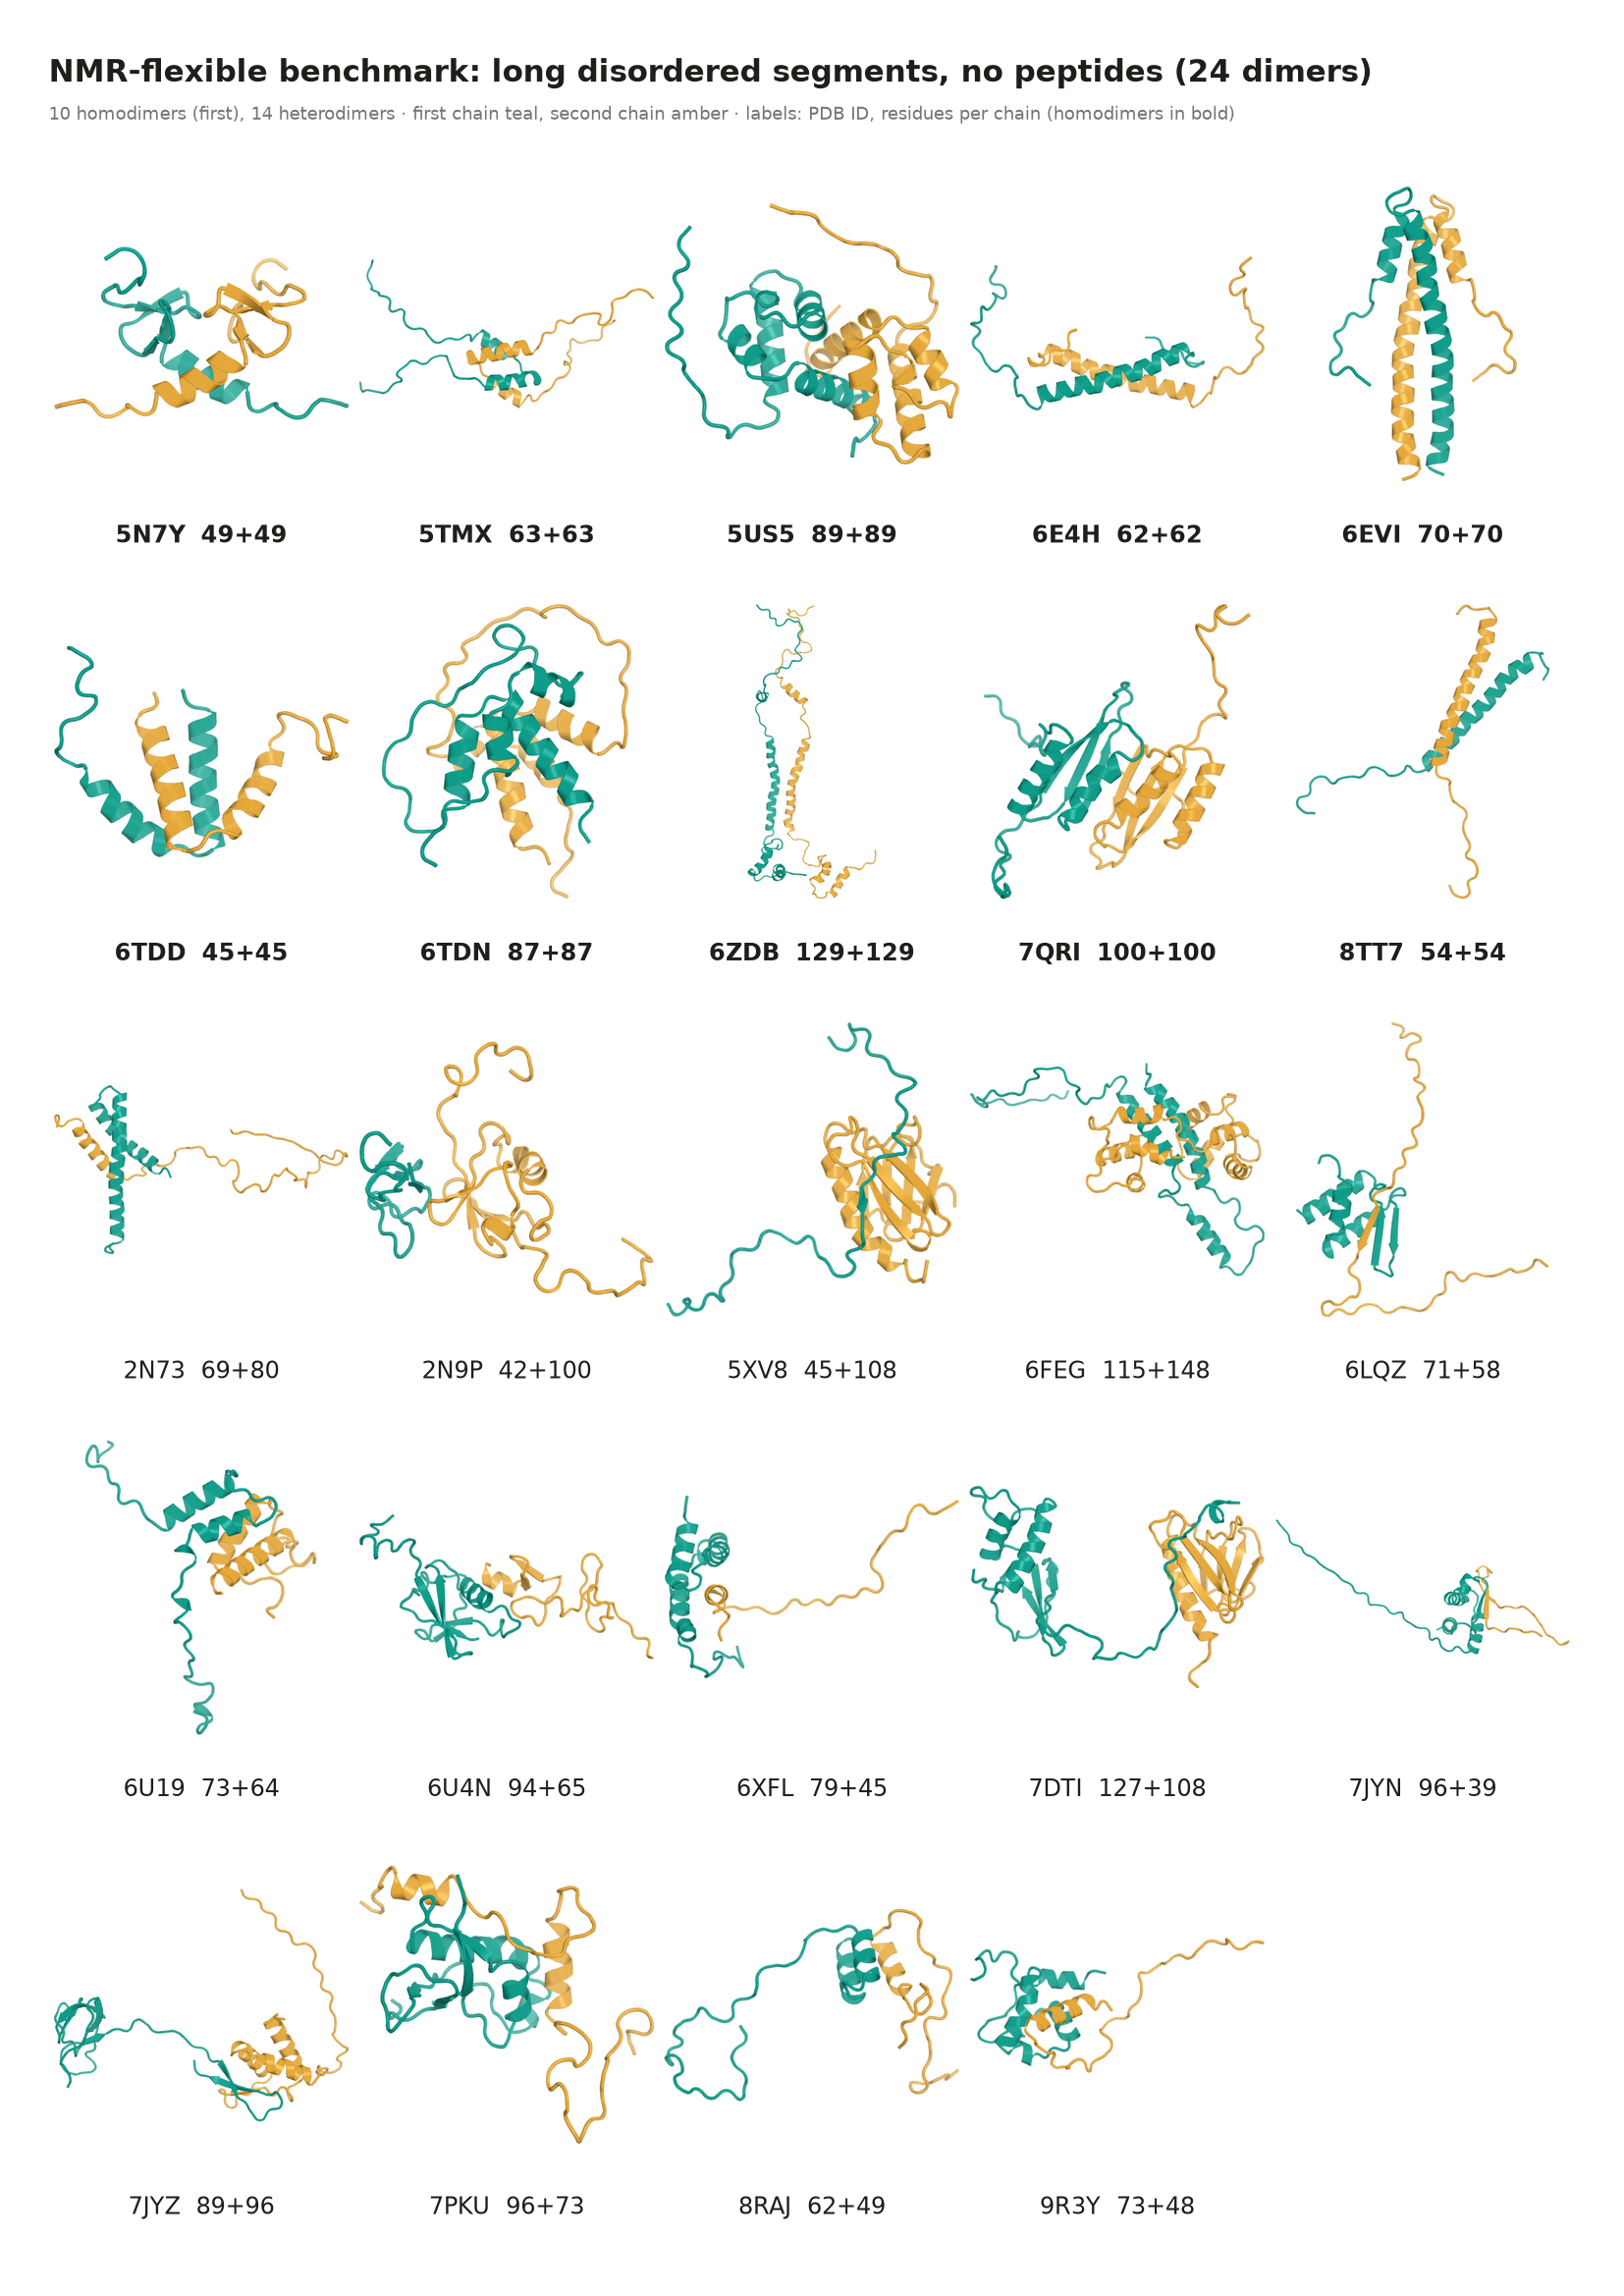 NMR-flexible benchmark: long disordered segments, no peptides (24 dimers)
10 homodimers (first), 14 heterodimers · first chain teal, second chain amber · labels: PDB ID, residues per chain (homodimers in bold)
5N7Y 49+49
5TMX 63+63
5US5 89+89
6E4H 62+62
6EVI 70+70
6TDD 45+45
6TDN 87+87
6ZDB 129+129
7QRI 100+100
8TT7 54+54
2N73 69+80
2N9P 42+100
5XV8 45+108
6FEG 115+148
6LQZ 71+58
6U19 73+64
6U4N 94+65
6XFL 79+45
7DTI 127+108
7JYN 96+39
7JYZ 89+96
7PKU 96+73
8RAJ 62+49
9R3Y 73+48